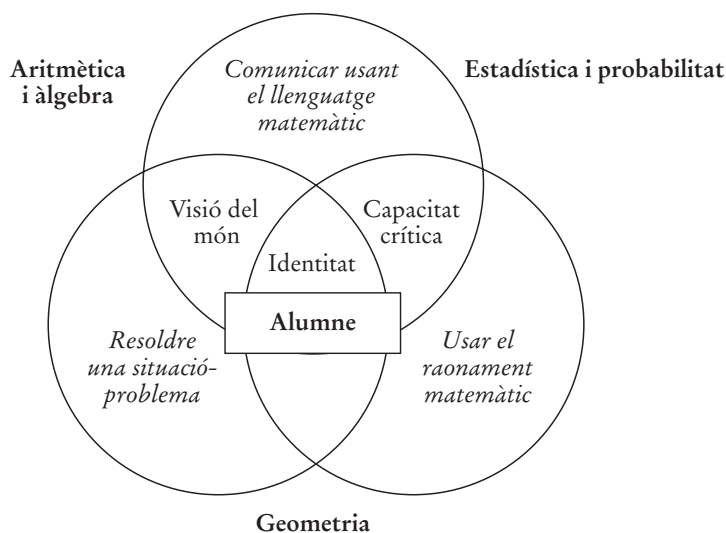 Aritmètica
i àlgebra
Comunicar usant
el llenguatge
matemàtic
Estadística i probabilitat
Visió del
món
Capacitat
crítica
Identitat
Alumne
Resoldre
una situació-
problema
Usar el
raonament
matemàtic
Geometria